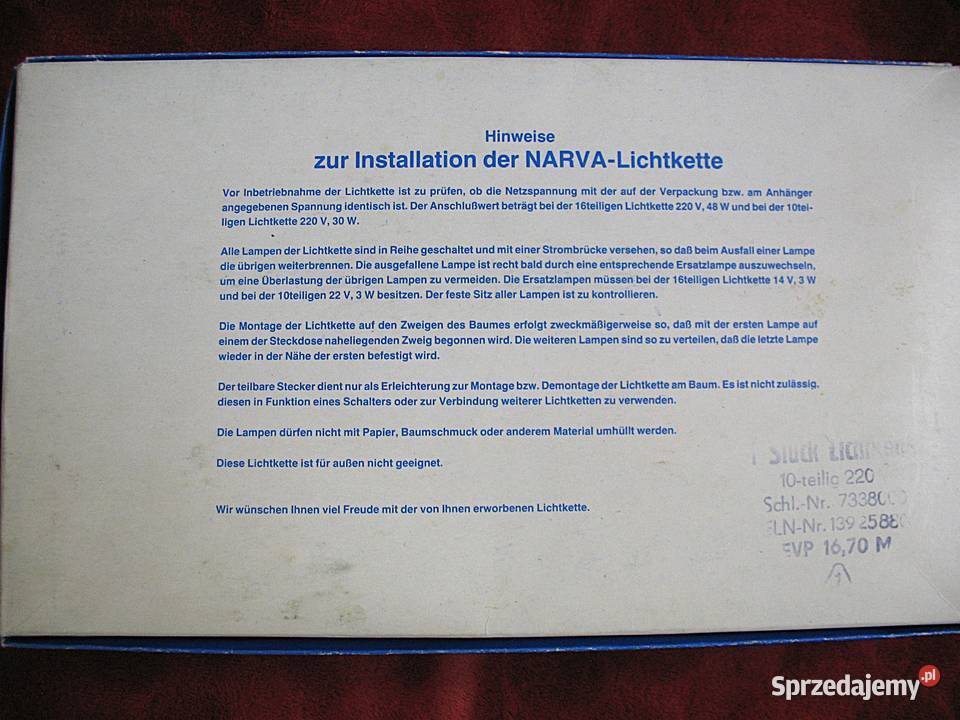 Hinweise
zur Installation der NARVA-Lichtkette
Vor Inbetriebnahme der Lichtkette ist zu prüfen, ob die Netzspannung mit der auf der Verpackung bzw. am Anhänger
angegebenen Spannung identisch ist. Der Anschlußwert beträgt bei der 16teiligen Lichtkette 220 V, 48 W und bei der 10tei-
ligen Lichtkette 220 V, 30 W.
Alle Lampen der Lichtkette sind in Reihe geschaltet und mit einer Strombrücke versehen, so daß beim Ausfall einer Lampe
die übrigen weiterbrennen. Die ausgefallene Lampe ist recht bald durch eine entsprechende Ersatzlampe auszuwechseln,
um eine Überlastung der übrigen Lampen zu vermeiden. Die Ersatzlampen müssen bei der 16teiligen Lichtkette 14 V, 3 W
und bei der 10teiligen 22 V, 3 W besitzen. Der feste Sitz aller Lampen ist zu kontrollieren.
Die Montage der Lichtkette auf den Zweigen des Baumes erfolgt zweckmäßigerweise so, daß mit der ersten Lampe auf
einem der Steckdose naheliegenden Zweig begonnen wird. Die weiteren Lampen sind so zu verteilen, daß die letzte Lampe
wieder in der Nähe der ersten befestigt wird.
Der teilbare Stecker dient nur als Erleichterung zur Montage bzw. Demontage der Lichtkette am Baum. Es ist nicht zulässig,
diesen in Funktion eines Schalters oder zur Verbindung weiterer Lichtketten zu verwenden.
Die Lampen dürfen nicht mit Papier, Baumschmuck oder anderem Material umhüllt werden.
Diese Lichtkette ist für außen nicht geeignet.
Wir wünschen Ihnen viel Freude mit der von Ihnen erworbenen Lichtkette.
Stück
10-teilig 220
Schl.-Nr.
EVP 16,70 M
Sprzedajemy.pl